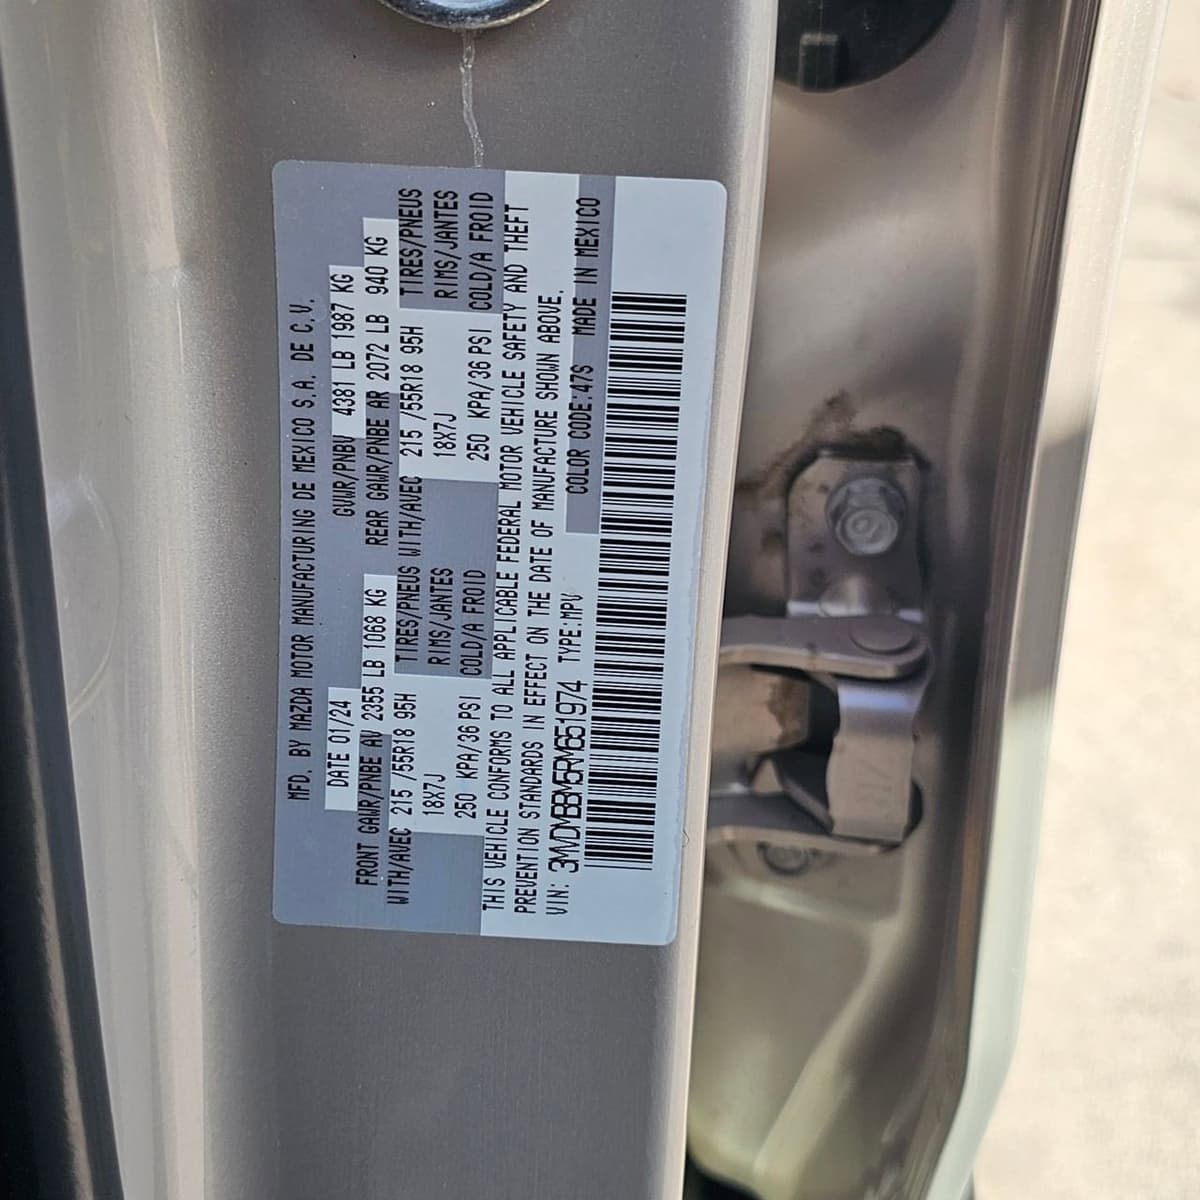 MFD. BY MAZDA MOTOR MANUFACTURING DE MEXICO S.A. DE C.V.
DATE 01/24 GVWR/PNBV 4381 LB 1987 KG
FRONT GAWR/PNBE AV 2355 LB 1068 KG REAR GAWR/PNBE AR 2072 LB 940 KG
WITH/AVEC 215 /55R18 95H TIRES/PNEUS WITH/AVEC 215 /55R18 95H TIRES/PNEUS
18X7J RIMS/JANTES 18X7J RIMS/JANTES
250 KPA/36 PSI COLD/A FROID 250 KPA/36 PSI COLD/A FROID
THIS VEHICLE CONFORMS TO ALL APPLICABLE FEDERAL MOTOR VEHICLE SAFETY AND THEFT
PREVENTION STANDARDS IN EFFECT ON THE DATE OF MANUFACTURE SHOWN ABOVE.
VIN: 3MVDMBBM5RM651974 TYPE:MPV COLOR CODE:47S MADE IN MEXICO